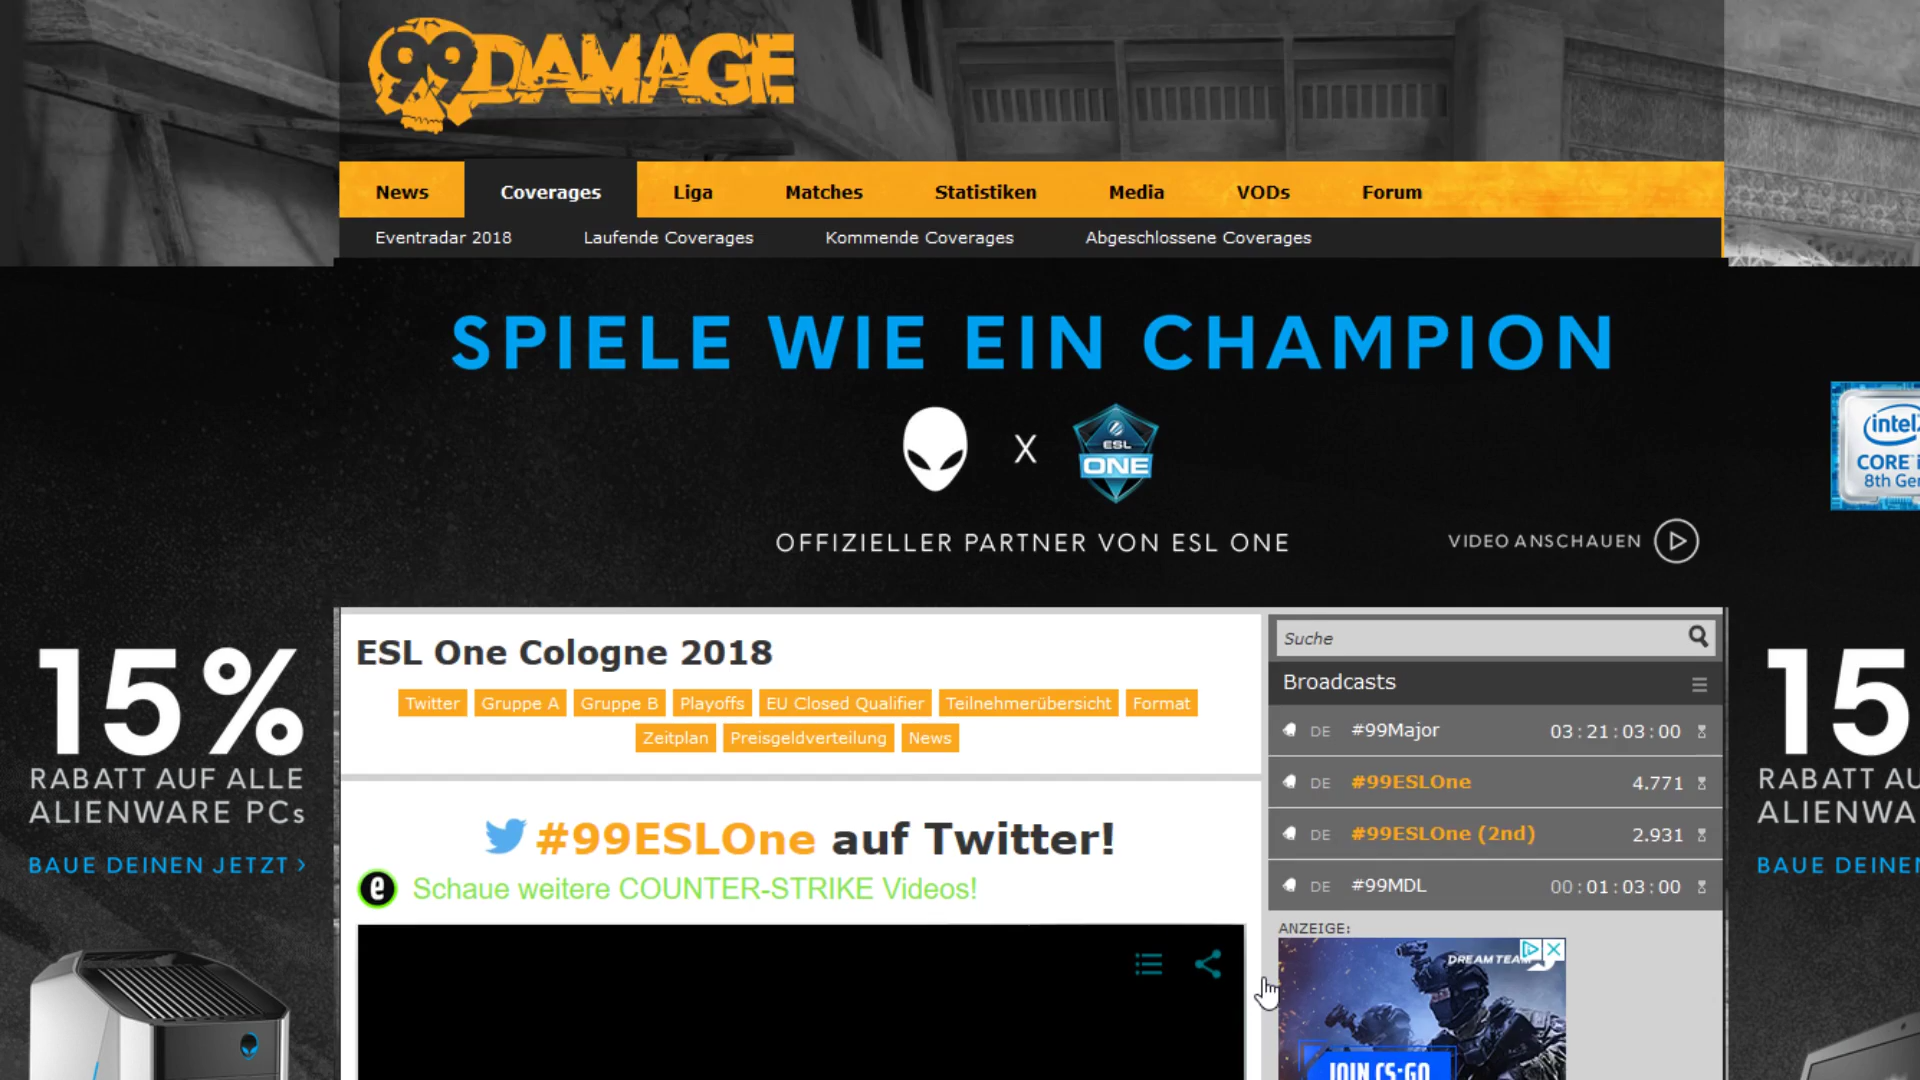 99DAMAGE
News Coverages Liga Matches Statistiken Media VODs Forum
Eventradar 2018 Laufende Coverages Kommende Coverages Abgeschlossene Coverages
SPIELE WIE EIN CHAMPION
X
ESL
ONE
OFFIZIELLER PARTNER VON ESL ONE
VIDEO ANSCHAUEN
intel
CORE i
8th Ge
15%
RABATT AUF ALLE
ALIENWARE PCs
BAUE DEINEN JETZT >
ESL One Cologne 2018
Twitter Gruppe A Gruppe B Playoffs EU Closed Qualifier Teilnehmerübersicht Format
Zeitplan Preisgeldverteilung News
#99ESLOne auf Twitter!
e Schaue weitere COUNTER-STRIKE Videos!
Suche
Broadcasts
DE #99Major 03:21:03:00
DE #99ESLOne 4.771
DE #99ESLOne (2nd) 2.931
DE #99MDL 00:01:03:00
ANZEIGE:
DREAM TEAM
JOIN CS:GO
15
RABATT AU
ALIENWA
BAUE DEINE